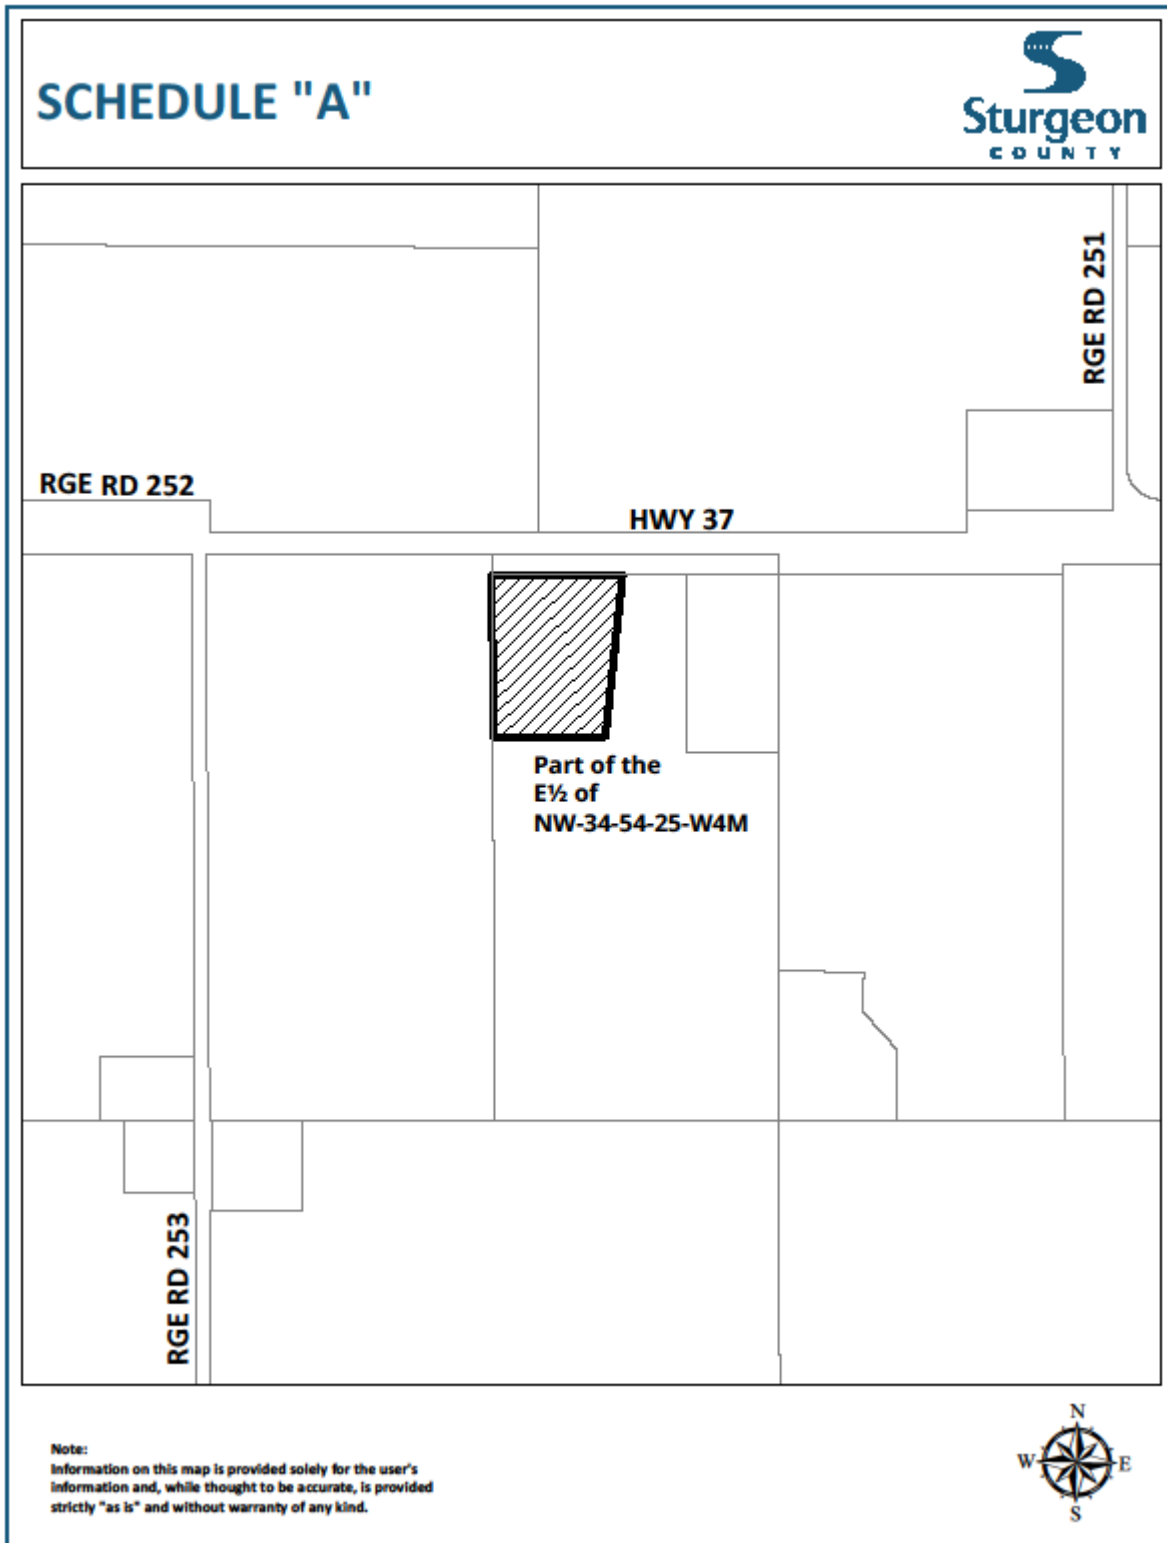 SCHEDULE "A"
Sturgeon
COUNTY
RGE RD 251
RGE RD 252
HWY 37
Part of the
E½ of
NW-34-54-25-W4M
RGE RD 253
Note:
Information on this map is provided solely for the user's
information and, while thought to be accurate, is provided
strictly "as is" and without warranty of any kind.
N
W
E
S